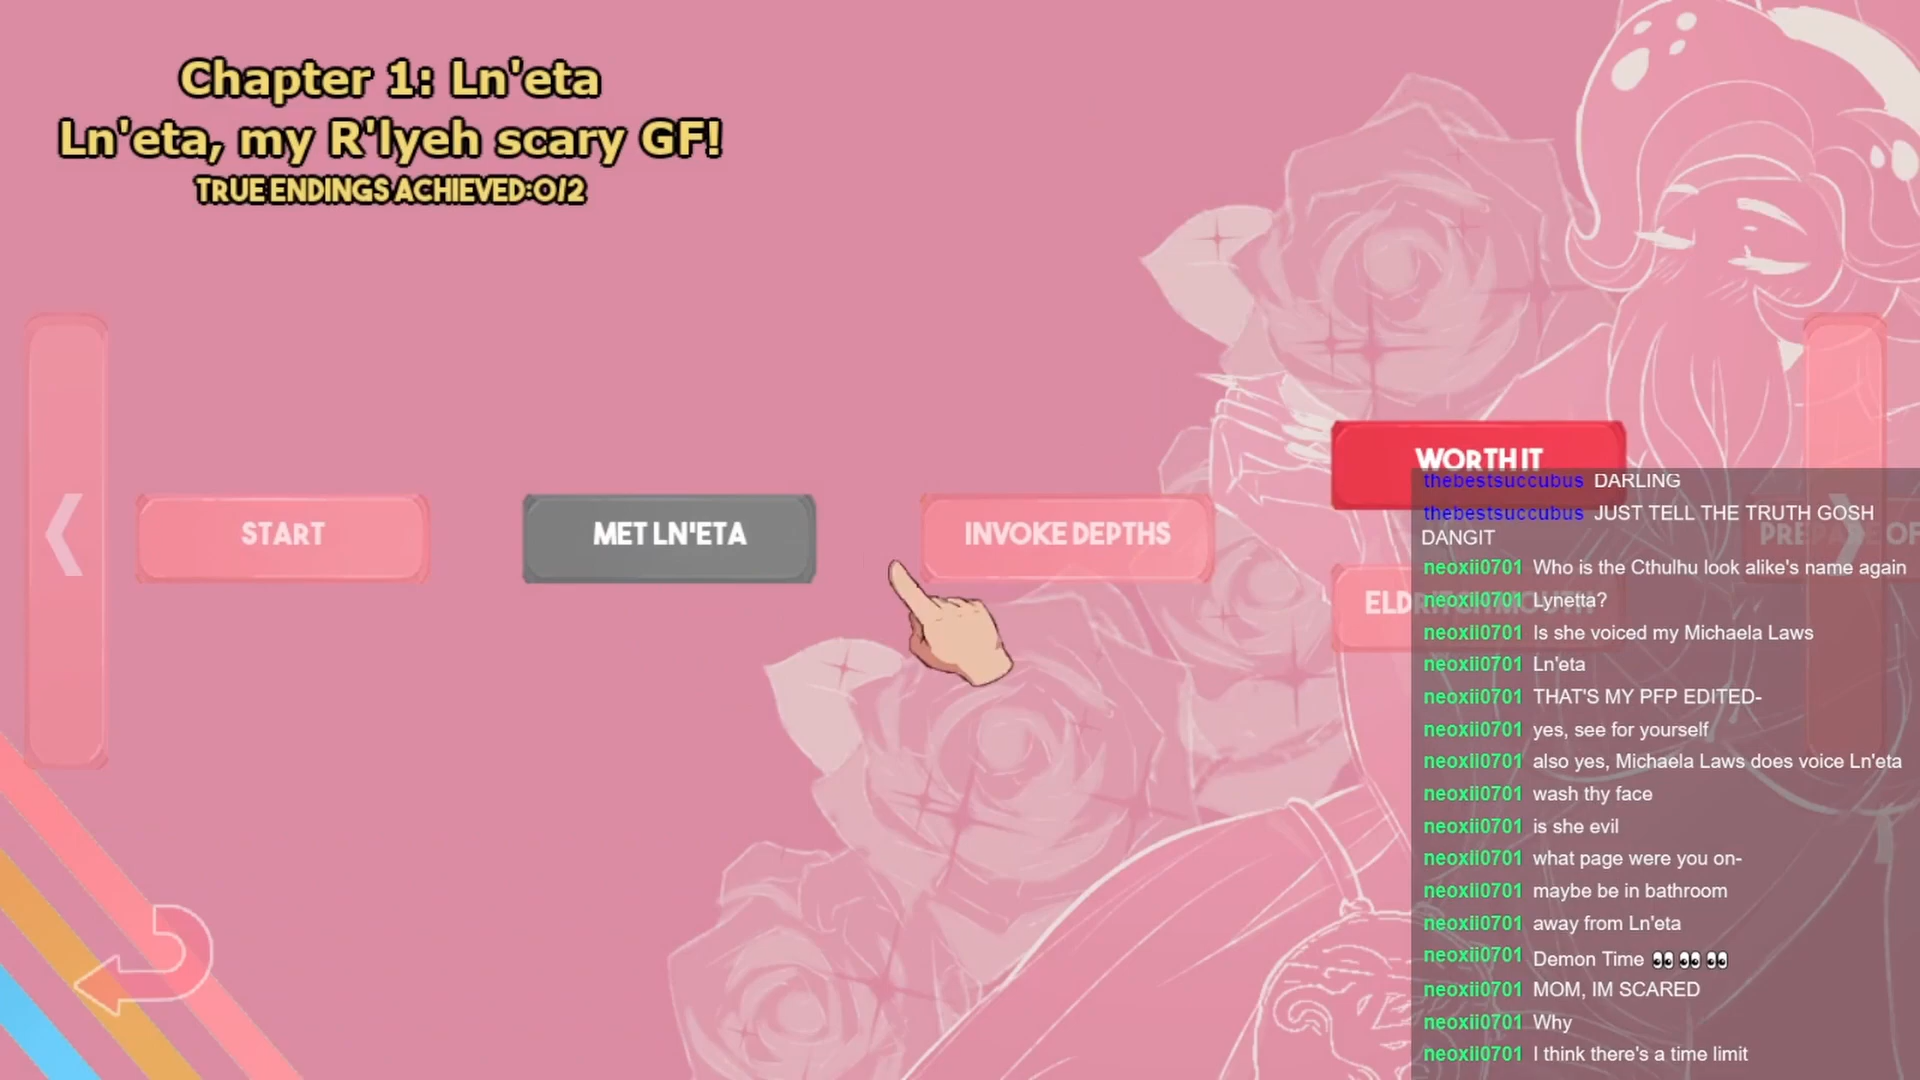 Chapter 1: Ln'eta
Ln'eta, my R'lyeh scary GF!
TRUE ENDINGS ACHIEVED:0/2
START
MET LN'ETA
INVOKE DEPTHS
WORTH IT
thebestsuccubus DARLING
thebestsuccubus JUST TELL THE TRUTH GOSH
DANGIT
neoxii0701 Who is the Cthulhu look alike's name again
neoxii0701 Lynetta?
neoxii0701 Is she voiced my Michaela Laws
neoxii0701 Ln'eta
neoxii0701 THAT'S MY PFP EDITED-
neoxii0701 yes, see for yourself
neoxii0701 also yes, Michaela Laws does voice Ln'eta
neoxii0701 wash thy face
neoxii0701 is she evil
neoxii0701 what page were you on-
neoxii0701 maybe be in bathroom
neoxii0701 away from Ln'eta
neoxii0701 Demon Time 👀 👀 👀
neoxii0701 MOM, IM SCARED
neoxii0701 Why
neoxii0701 I think there's a time limit